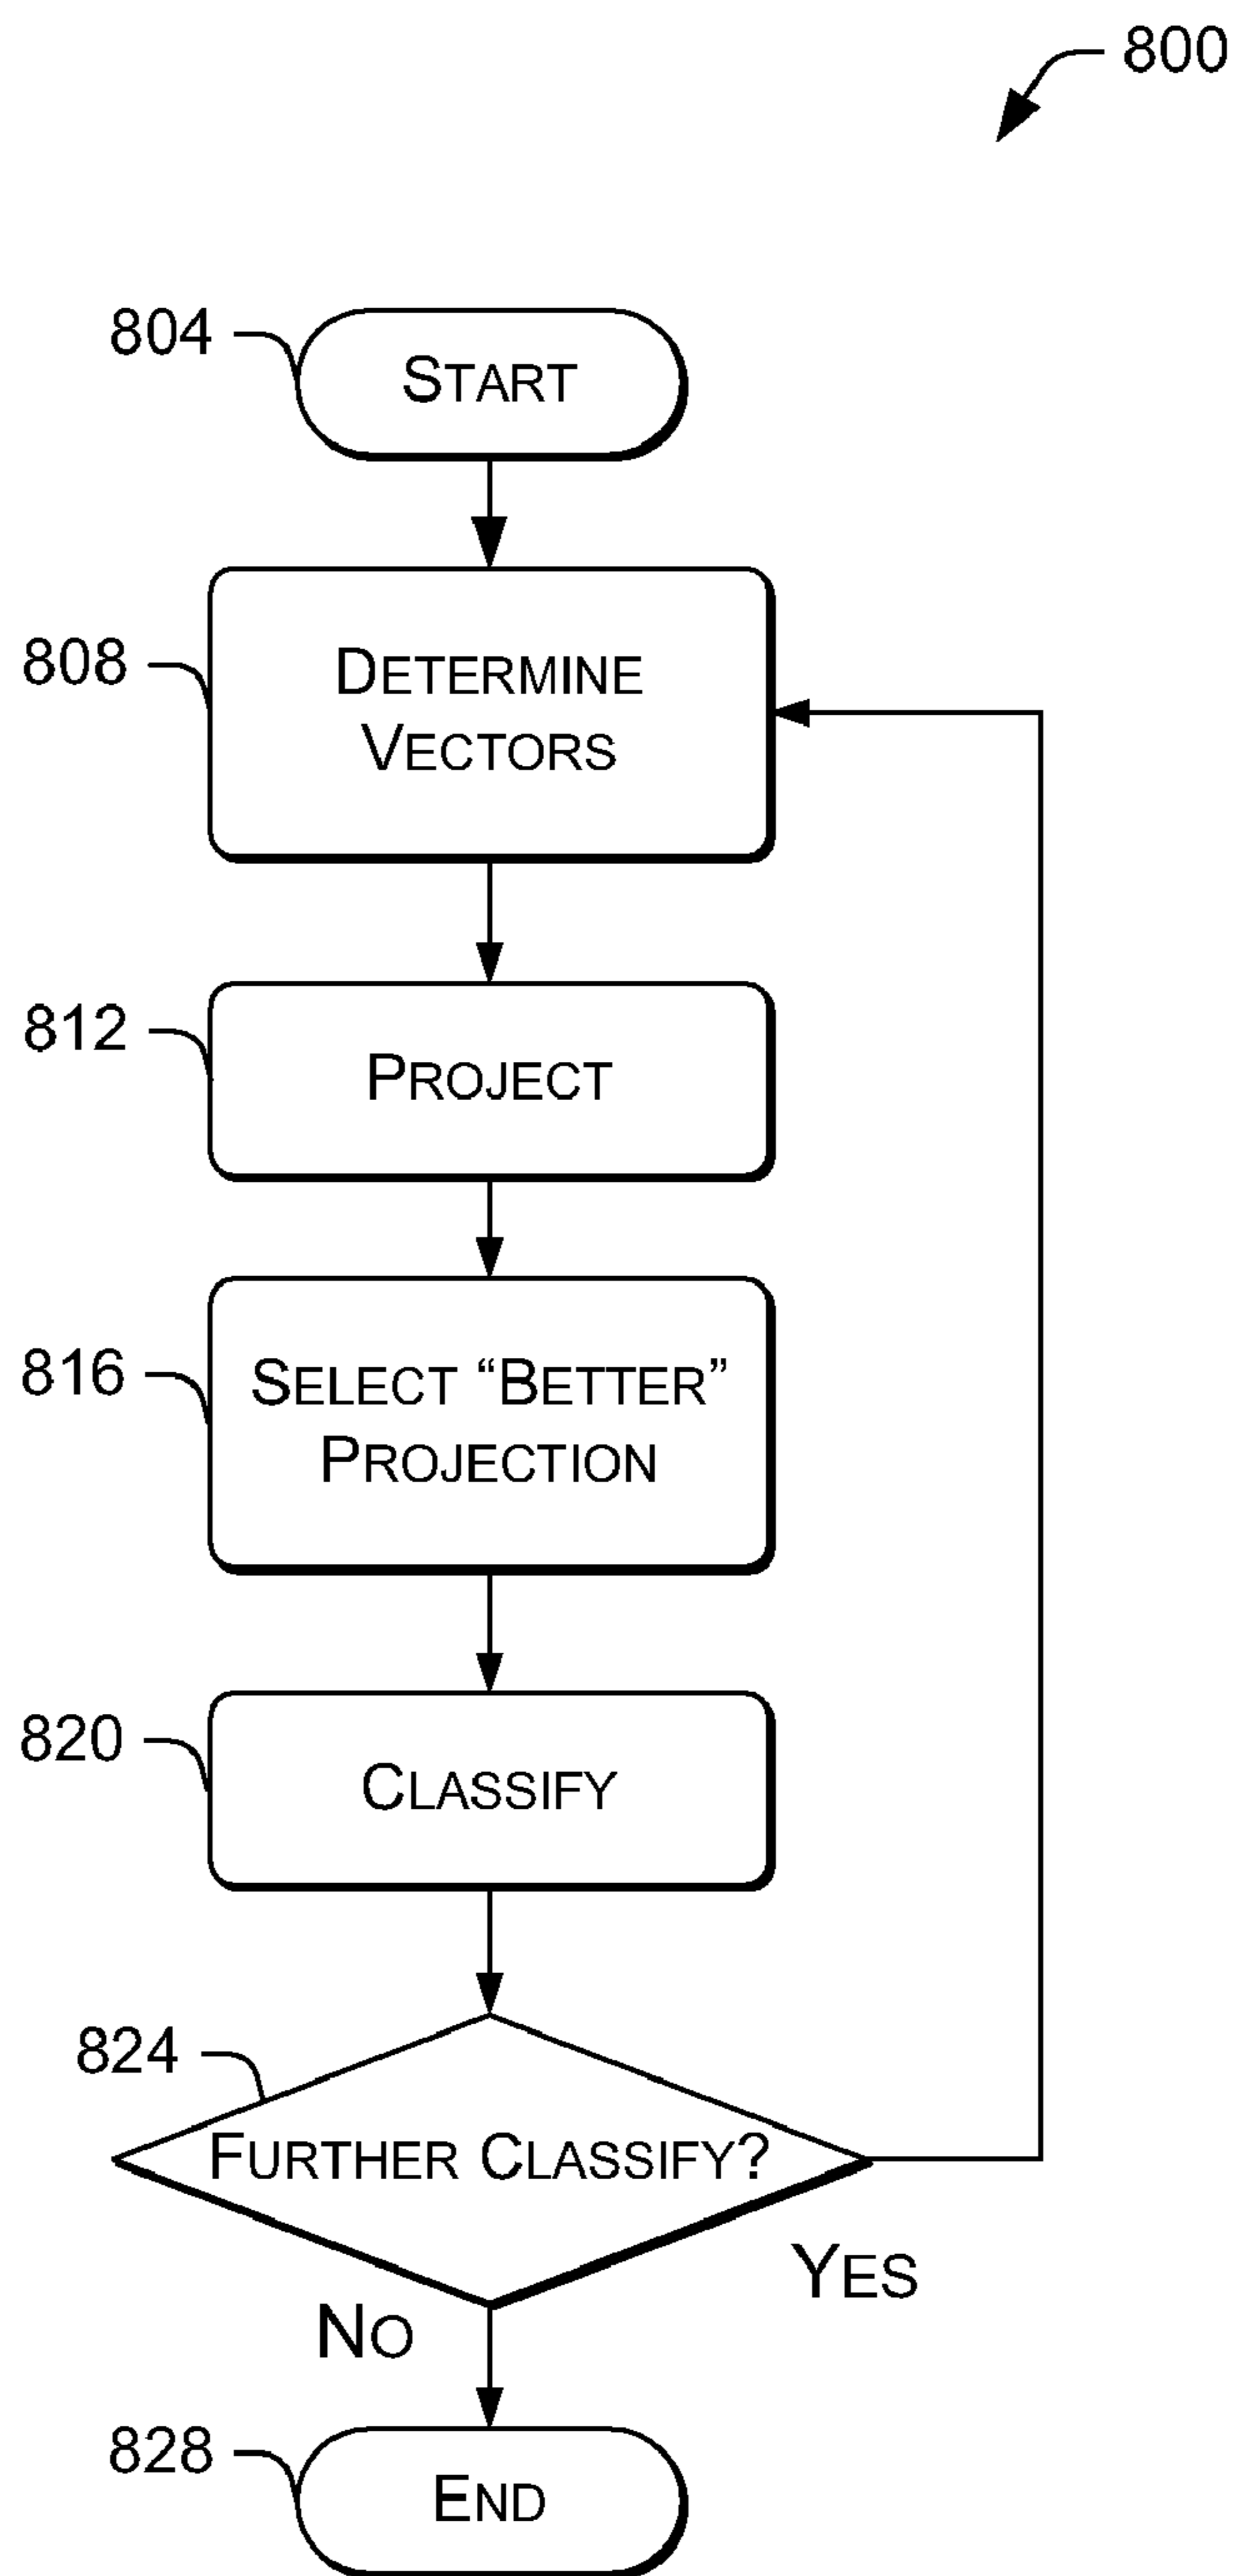 800
804
START
808
DETERMINE
VECTORS
812
PROJECT
816
SELECT “BETTER”
PROJECTION
820
CLASSIFY
824
FURTHER CLASSIFY?
YES
NO
828
END